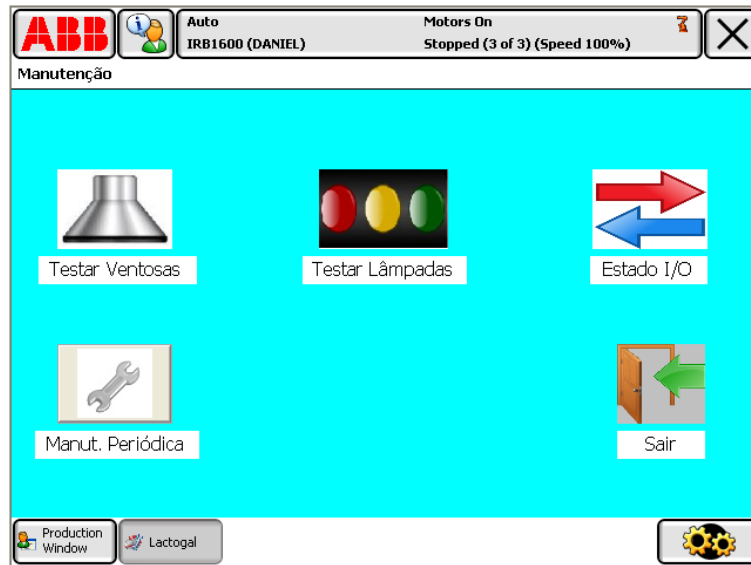 ABB
Auto
IRB1600 (DANIEL)
Motors On
Stopped (3 of 3) (Speed 100%)
Manutenção
Testar Ventosas
Testar Lâmpadas
Estado I/O
Manut. Periódica
Sair
Production
Window
Lactogal